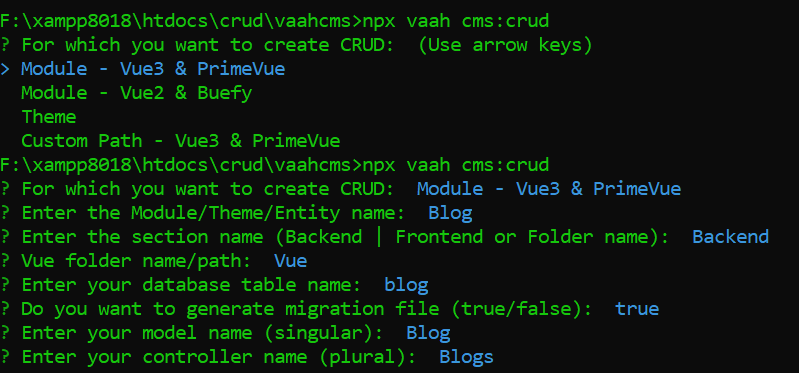 F:\xampp8018\htdocs\crud\vaahcms>npx vaah cms:crud
? For which you want to create CRUD:  (Use arrow keys)
> Module - Vue3 & PrimeVue
  Module - Vue2 & Buefy
  Theme
  Custom Path - Vue3 & PrimeVue
F:\xampp8018\htdocs\crud\vaahcms>npx vaah cms:crud
? For which you want to create CRUD:  Module - Vue3 & PrimeVue
? Enter the Module/Theme/Entity name:  Blog
? Enter the section name (Backend | Frontend or Folder name):  Backend
? Vue folder name/path:  Vue
? Enter your database table name:  blog
? Do you want to generate migration file (true/false):  true
? Enter your model name (singular):  Blog
? Enter your controller name (plural):  Blogs